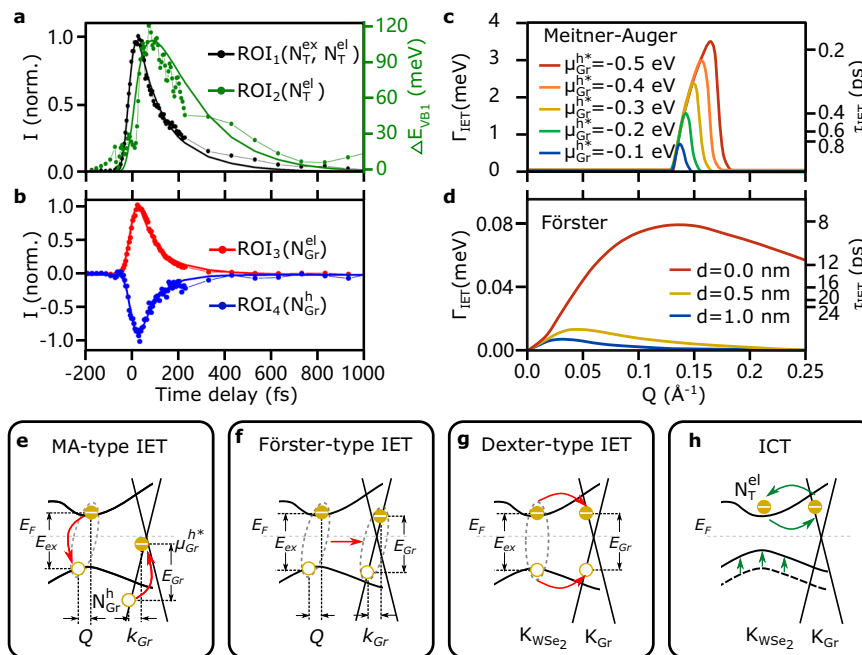 a
I (norm.)
1.0
0.5
0.0
ROI₁(N_T^ex, N_T^el)
ROI₂(N_T^el)
120
90
60
30
0
ΔE_VB1 (meV)
b
I (norm.)
1.0
0.5
0.0
-0.5
-1.0
ROI₃(N_Gr^el)
ROI₄(N_Gr^h)
-200 0 200 400 600 800 1000
Time delay (fs)
c
Γ_IET (meV)
4
3
2
1
0
Meitner-Auger
μ_Gr^h*=-0.5 eV
μ_Gr^h*=-0.4 eV
μ_Gr^h*=-0.3 eV
μ_Gr^h*=-0.2 eV
μ_Gr^h*=-0.1 eV
0.2
0.4
0.6
0.8
τ_IET (ps)
d
Γ_IET (meV)
0.08
0.04
0.00
Förster
d=0.0 nm
d=0.5 nm
d=1.0 nm
8
12
16
20
24
τ_IET (ps)
0.00 0.05 0.10 0.15 0.20 0.25
Q (Å⁻¹)
e MA-type IET
E_F
E_ex
μ_Gr^h*
E_Gr
N_Gr^h
Q k_Gr
f Förster-type IET
E_F
E_ex
E_Gr
Q k_Gr
g Dexter-type IET
E_F
E_ex
E_Gr
K_WSe₂ K_Gr
h ICT
N_T^el
E_F
K_WSe₂ K_Gr